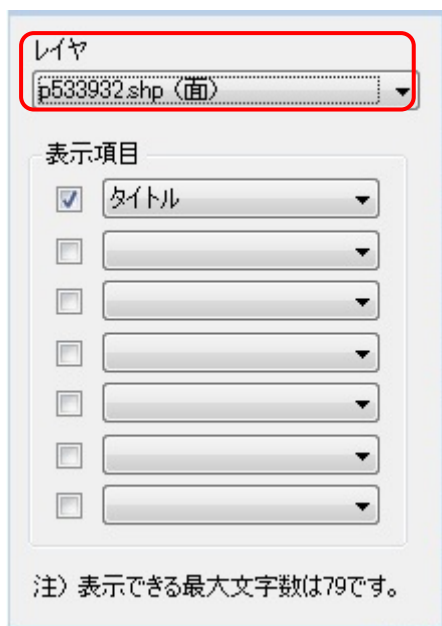 レイヤ
p533932.shp（面）
表示項目
タイトル
注）表示できる最大文字数は79です。